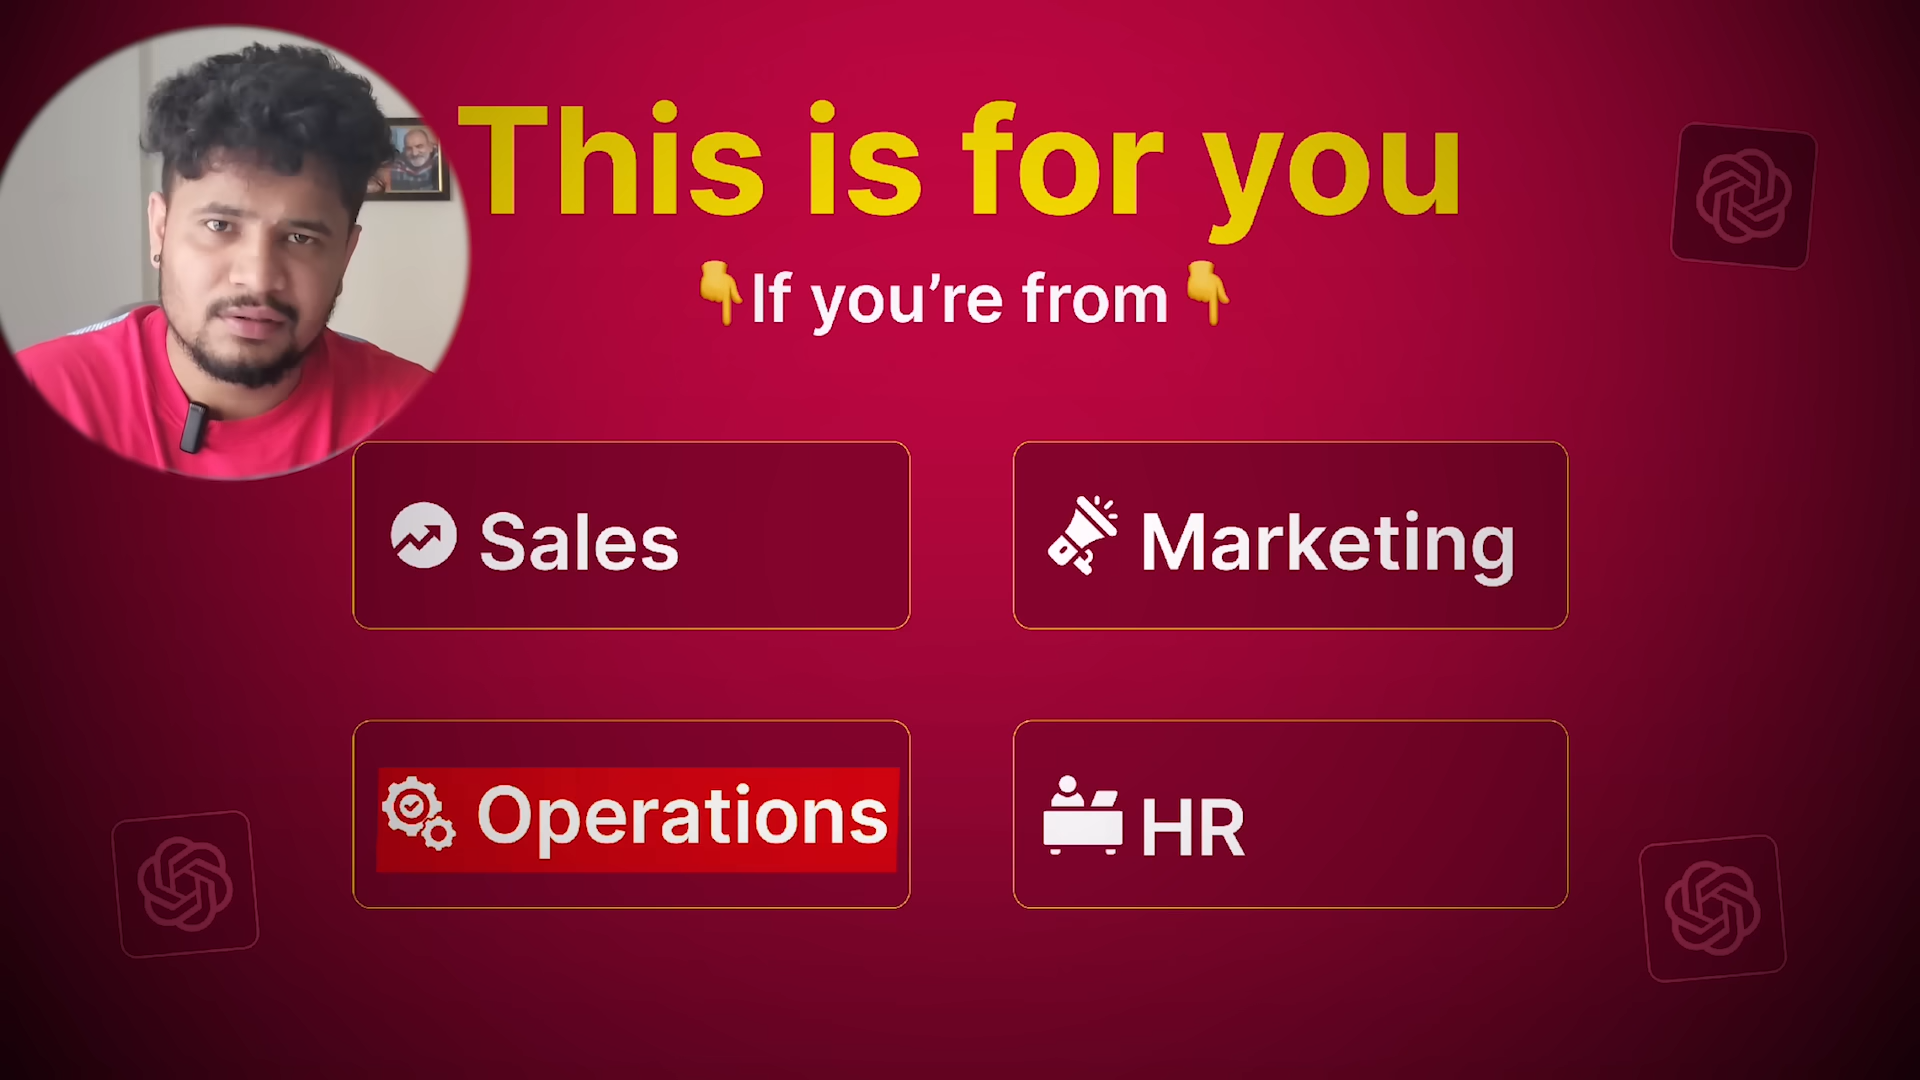 This is for you
👇If you’re from👇
Sales
Marketing
Operations
HR